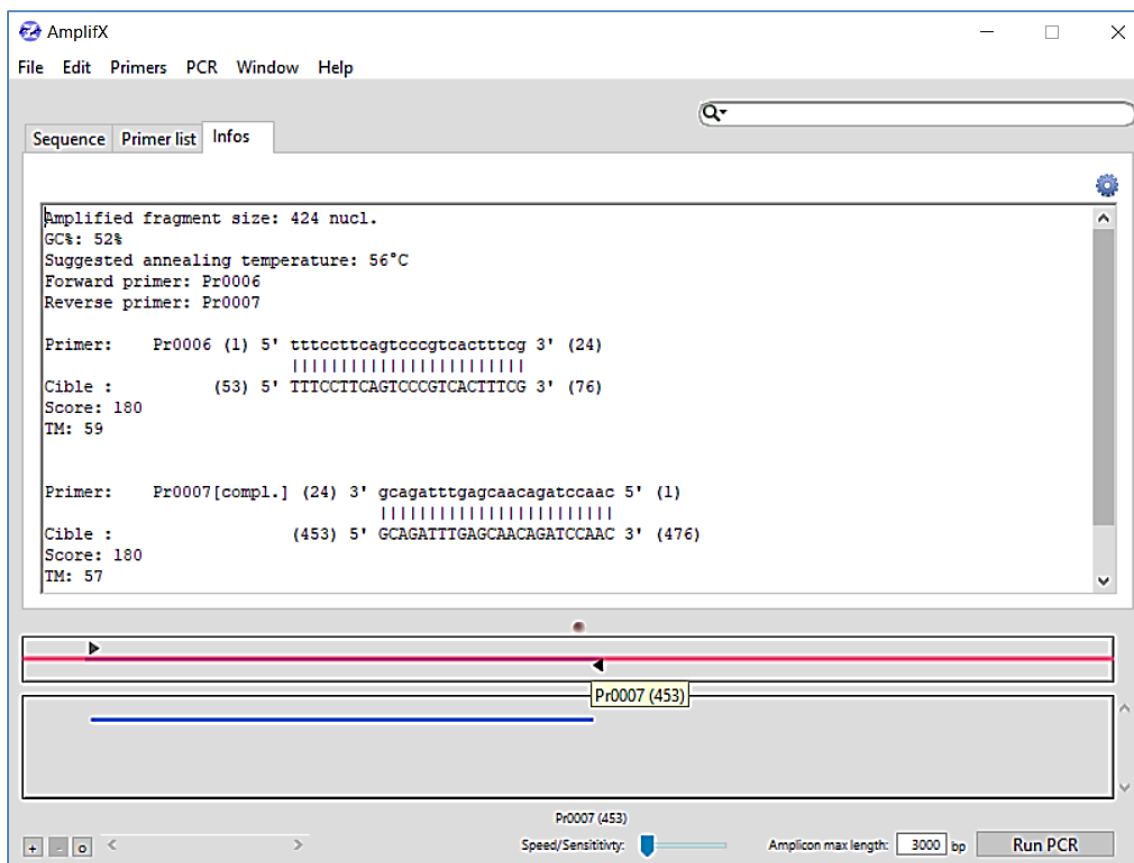 AmplifX
File Edit Primers PCR Window Help
Sequence Primer list Infos
Amplified fragment size: 424 nucl.
GC%: 52%
Suggested annealing temperature: 56°C
Forward primer: Pr0006
Reverse primer: Pr0007
Primer: Pr0006 (1) 5' tttccttcagtcccgtcactttcg 3' (24)
||||||||||||||||||||||||
Cible : (53) 5' TTTCCTTCAGTCCCGTCACTTTCG 3' (76)
Score: 180
TM: 59
Primer: Pr0007[compl.] (24) 3' gcagatttgagcaacagatccaac 5' (1)
||||||||||||||||||||||||
Cible : (453) 5' GCAGATTTGAGCAACAGATCCAAC 3' (476)
Score: 180
TM: 57
Pr0007 (453)
Pr0007 (453)
+ - o < > Speed/Sensititivty: Amplicon max length: 3000 bp Run PCR